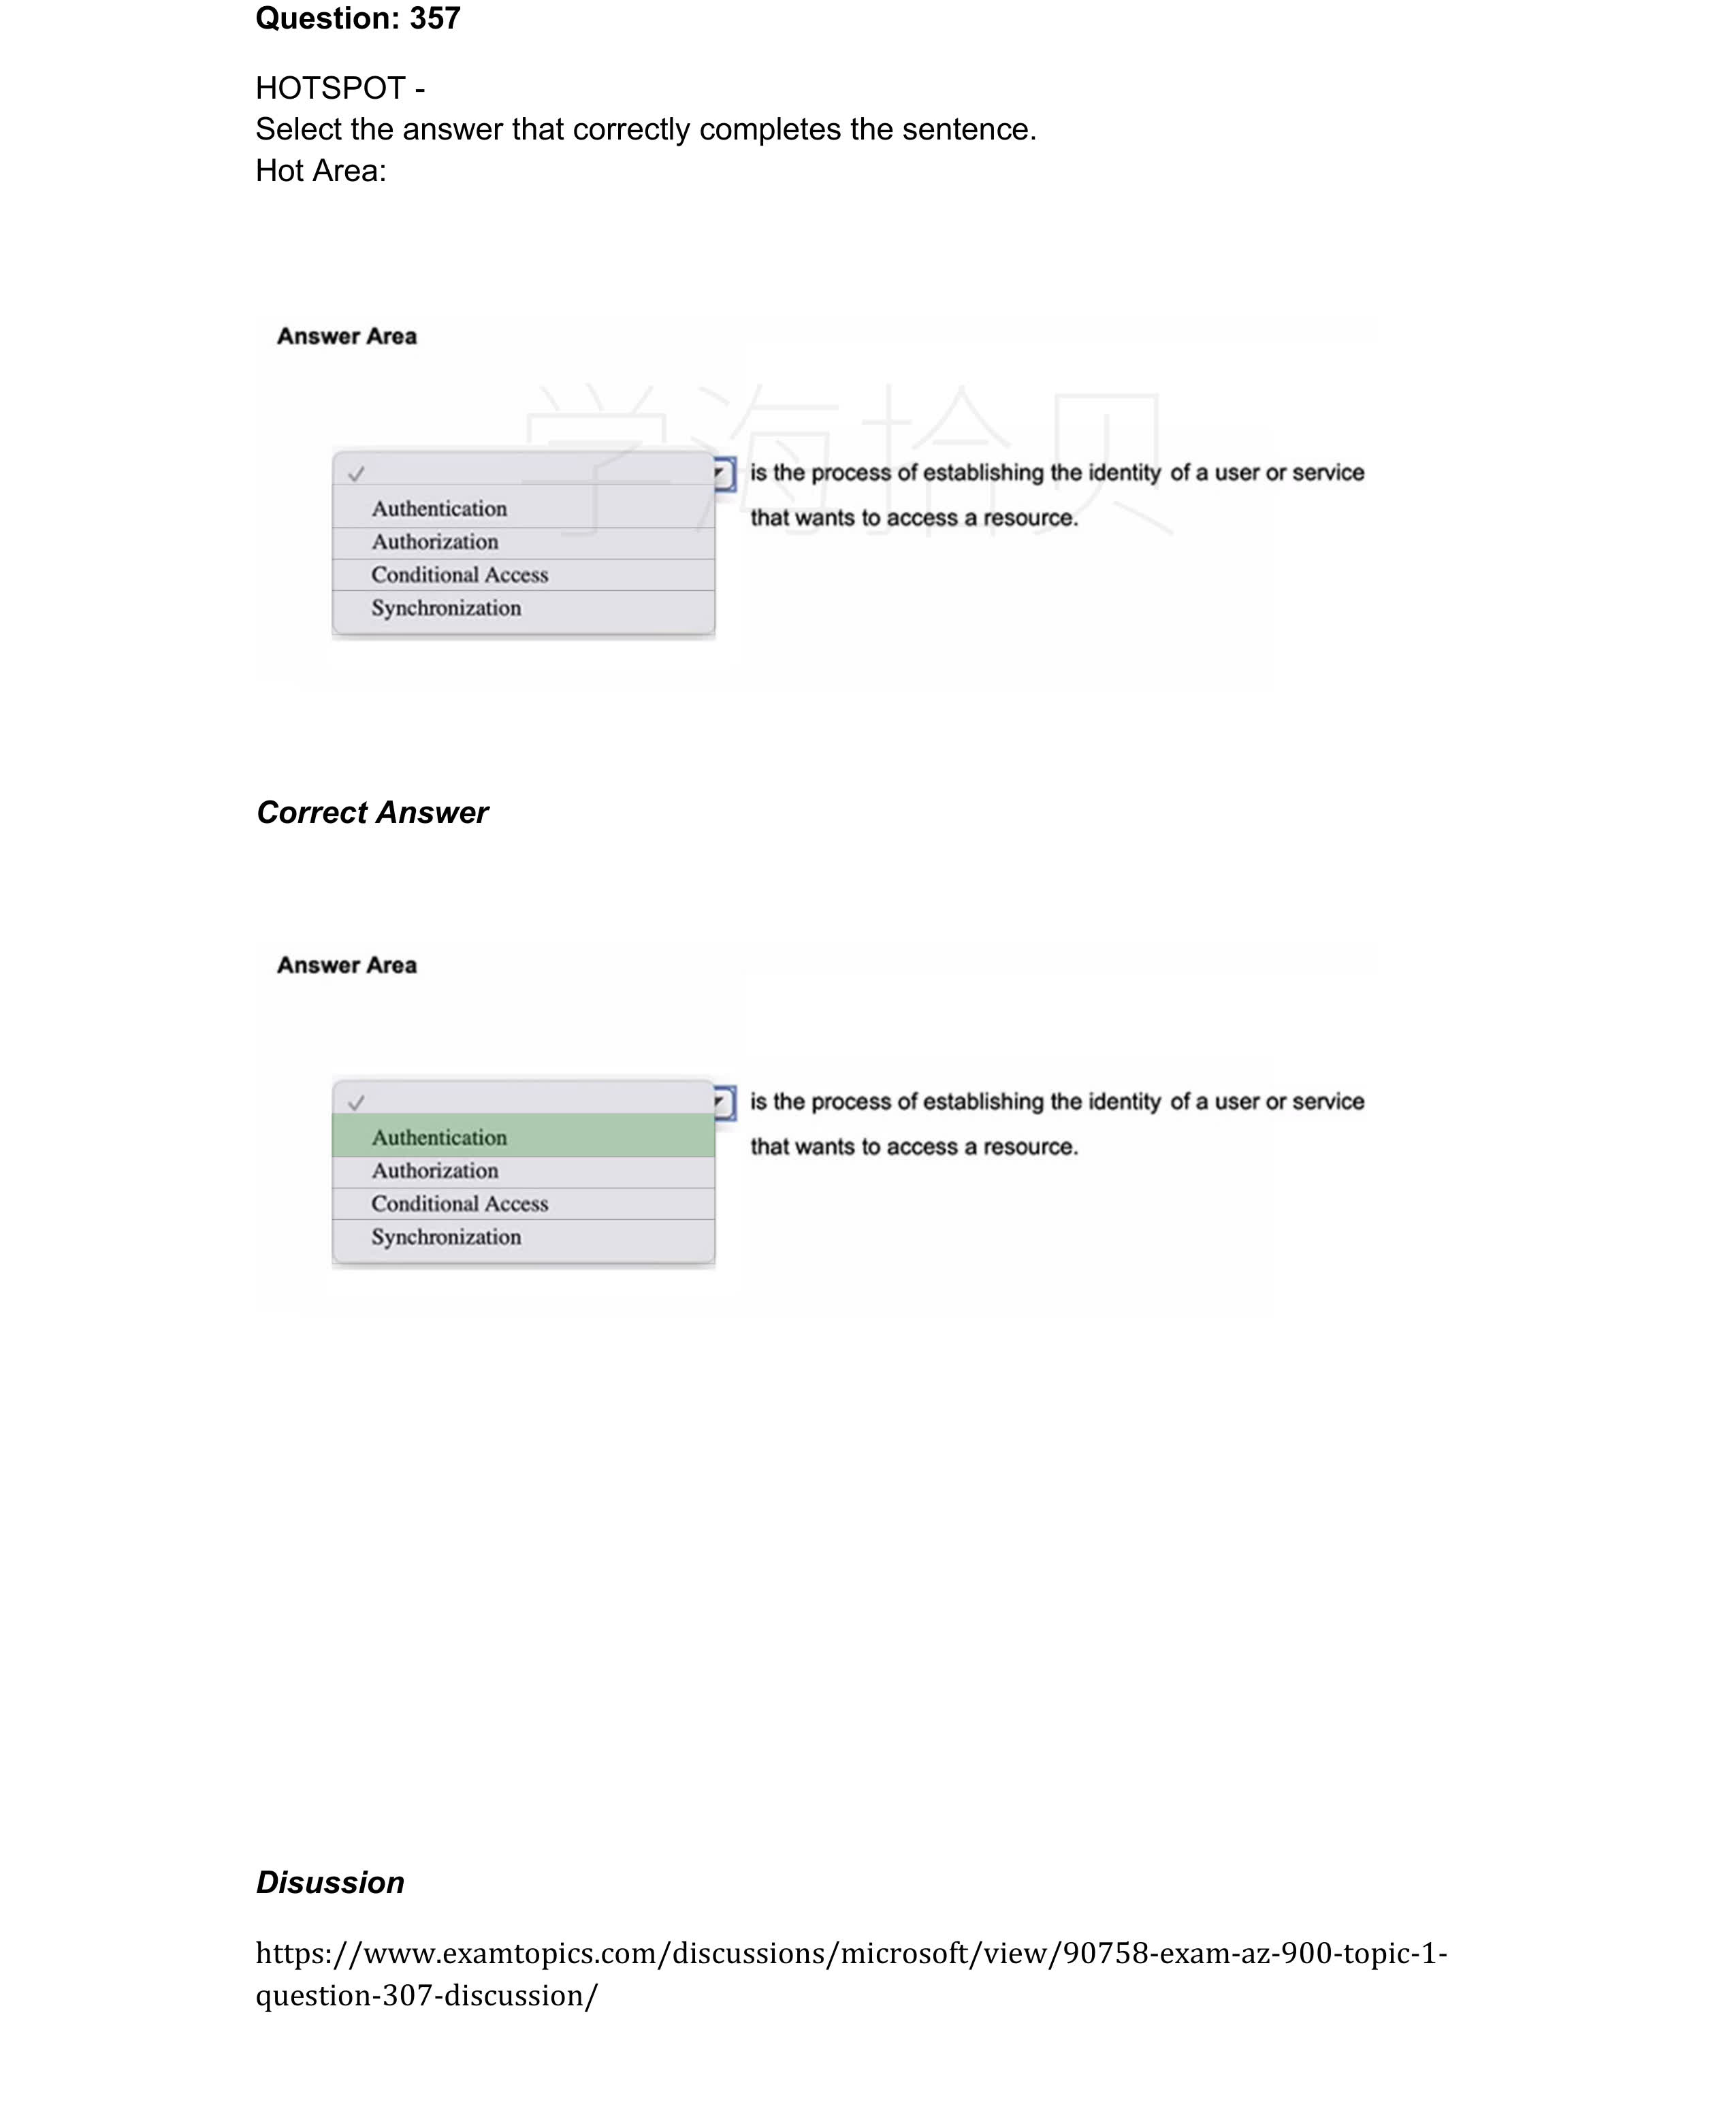 Question: 357
HOTSPOT -
Select the answer that correctly completes the sentence.
Hot Area:
Answer Area
学海拾贝
is the process of establishing the identity of a user or service
that wants to access a resource.
Authentication
Authorization
Conditional Access
Synchronization
Correct Answer
Answer Area
is the process of establishing the identity of a user or service
that wants to access a resource.
Authentication
Authorization
Conditional Access
Synchronization
Disussion
https://www.examtopics.com/discussions/microsoft/view/90758-exam-az-900-topic-1-
question-307-discussion/